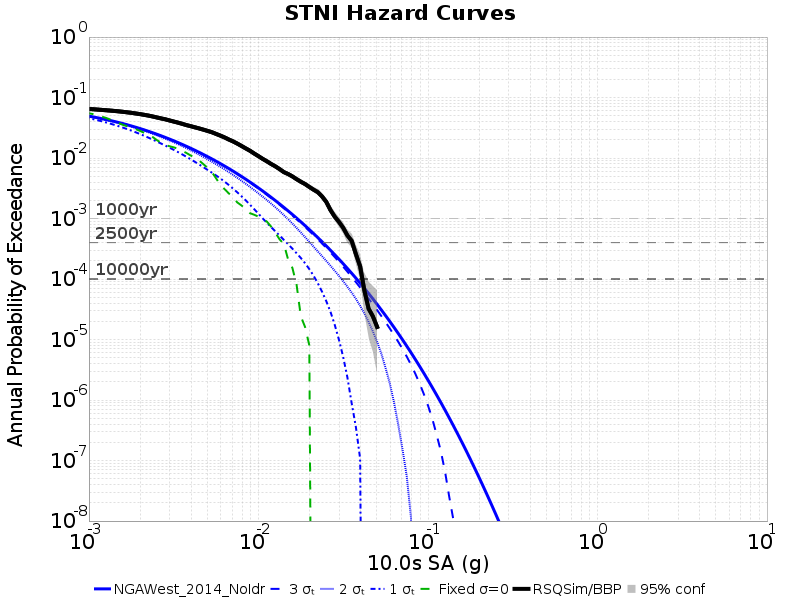 STNI Hazard Curves
Annual Probability of Exceedance
10^0
10^-1
10^-2
10^-3
10^-4
10^-5
10^-6
10^-7
10^-8
1000yr
2500yr
10000yr
10^-3 10^-2 10^-1 10^0 10^1
10.0s SA (g)
NGAWest_2014_NoIdr 3 σₜ 2 σₜ 1 σₜ Fixed σ=0 RSQSim/BBP 95% conf